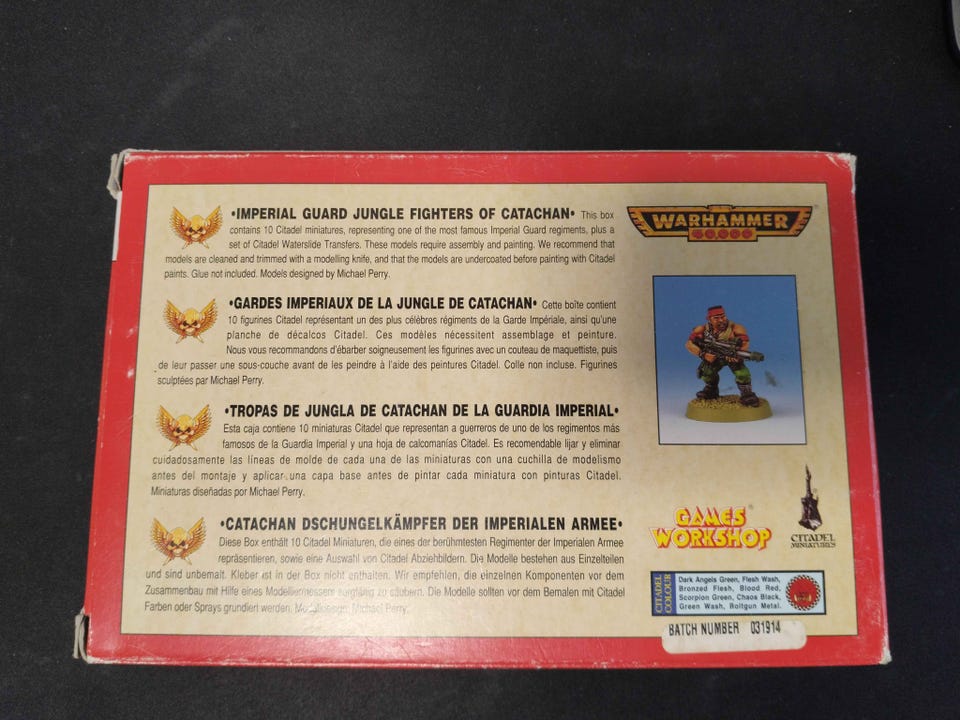 •IMPERIAL GUARD JUNGLE FIGHTERS OF CATACHAN• This box
contains 10 Citadel miniatures, representing one of the most famous Imperial Guard regiments, plus a
set of Citadel Waterslide Transfers. These models require assembly and painting. We recommend that
models are cleaned and trimmed with a modelling knife, and that the models are undercoated before painting with Citadel
paints. Glue not included. Models designed by Michael Perry.
•GARDES IMPERIAUX DE LA JUNGLE DE CATACHAN• Cette boîte contient
10 figurines Citadel représentant un des plus célèbres régiments de la Garde Impériale, ainsi qu'une
planche de décalcos Citadel. Ces modèles nécessitent assemblage et peinture.
Nous vous recommandons d'ébarber soigneusement les figurines avec un couteau de maquettiste, puis
de leur passer une sous-couche avant de les peindre à l'aide des peintures Citadel. Colle non incluse. Figurines
sculptées par Michael Perry.
•TROPAS DE JUNGLA DE CATACHAN DE LA GUARDIA IMPERIAL•
Esta caja contiene 10 miniaturas Citadel que representan a guerreros de uno de los regimentos más
famosos de la Guardia Imperial y una hoja de calcomanías Citadel. Es recomendable lijar y eliminar
cuidadosamente las líneas de molde de cada una de las miniaturas con una cuchilla de modelismo
antes del montaje y aplicar una capa base antes de pintar cada miniatura con pinturas Citadel.
Miniaturas diseñadas por Michael Perry.
•CATACHAN DSCHUNGELKÄMPFER DER IMPERIALEN ARMEE•
Diese Box enthält 10 Citadel Miniaturen, die eines der berühmtesten Regimenter der Imperialen Armee
repräsentieren, sowie eine Auswahl von Citadel Abziehbildern. Die Modelle bestehen aus Einzelteilen
und sind unbemalt. Kleber ist in der Box nicht enthalten. Wir empfehlen, die einzelnen Komponenten vor dem
Zusammenbau mit Hilfe eines Modelliermessers sorgfältig zu säubern. Die Modelle sollten vor dem Bemalen mit Citadel
Farben oder Sprays grundiert werden. Modelldesign: Michael Perry.
WARHAMMER
40,000
GAMES
WORKSHOP
CITADEL
MINIATURES
CITADEL
COLOUR
Dark Angels Green, Flesh Wash,
Bronzed Flesh, Blood Red,
Scorpion Green, Chaos Black,
Green Wash, Boltgun Metal.
BATCH NUMBER 031914